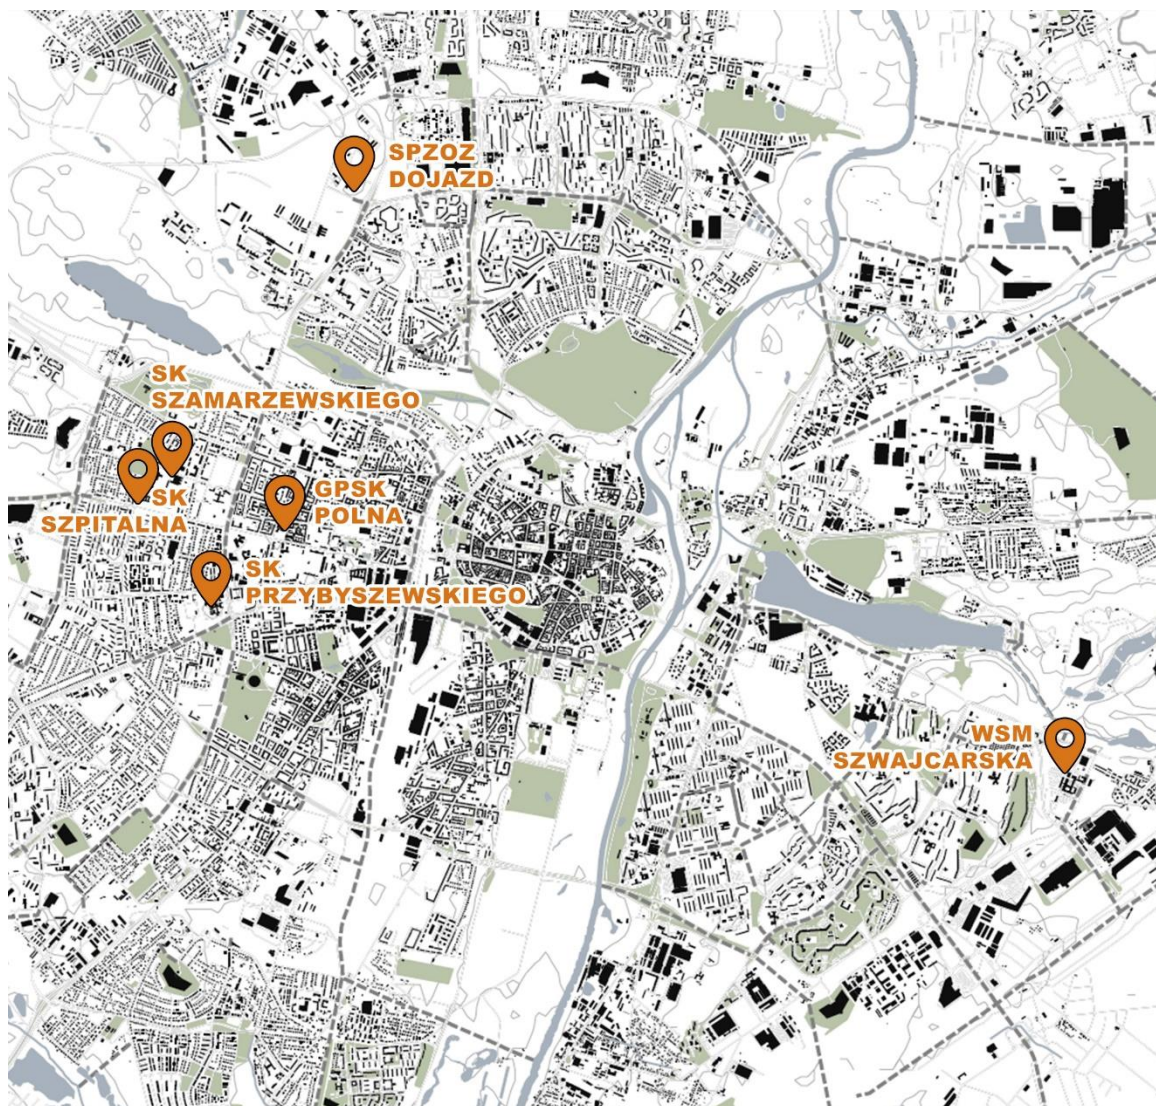 SPZOZ
DOJAZD
SK
SZAMARZEWSKIEGO
SK
SZPITALNA
GPSK
POLNA
SK
PRZYBYSZEWSKIEGO
WSM
SZWAJCARSKA